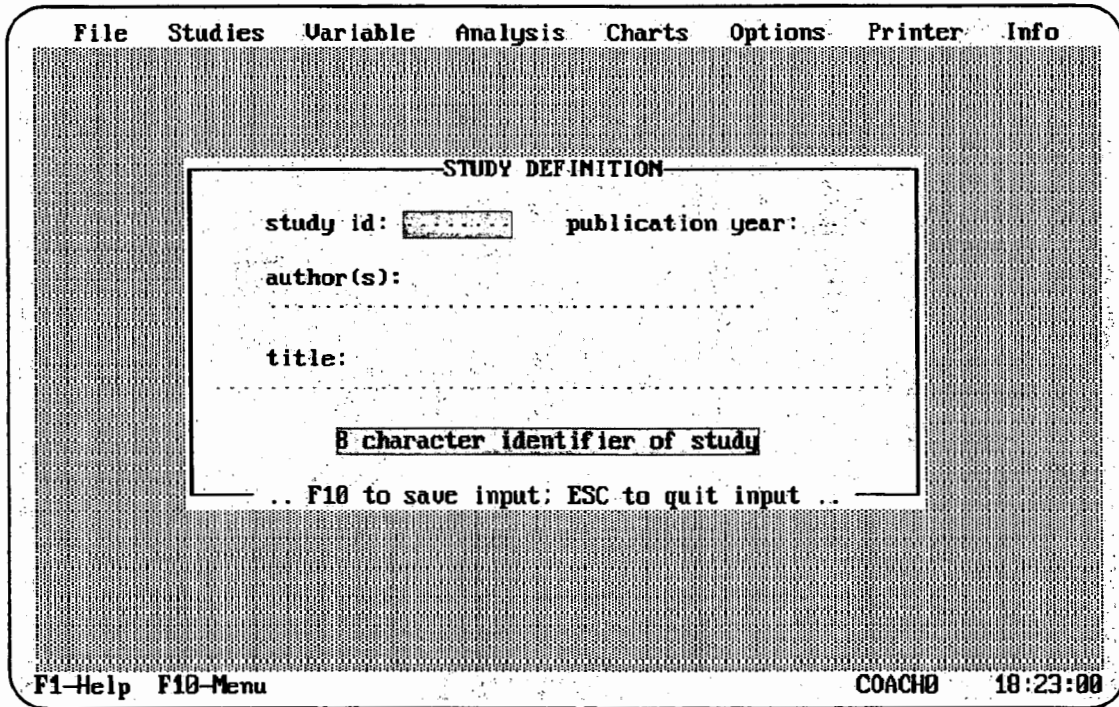 File Studies Variable Analysis Charts Options Printer Info
STUDY DEFINITION
study id: publication year:
author(s):
title:
8 character identifier of study
.. F10 to save input; ESC to quit input ..
F1-Help F10-Menu COACH0 18:23:00